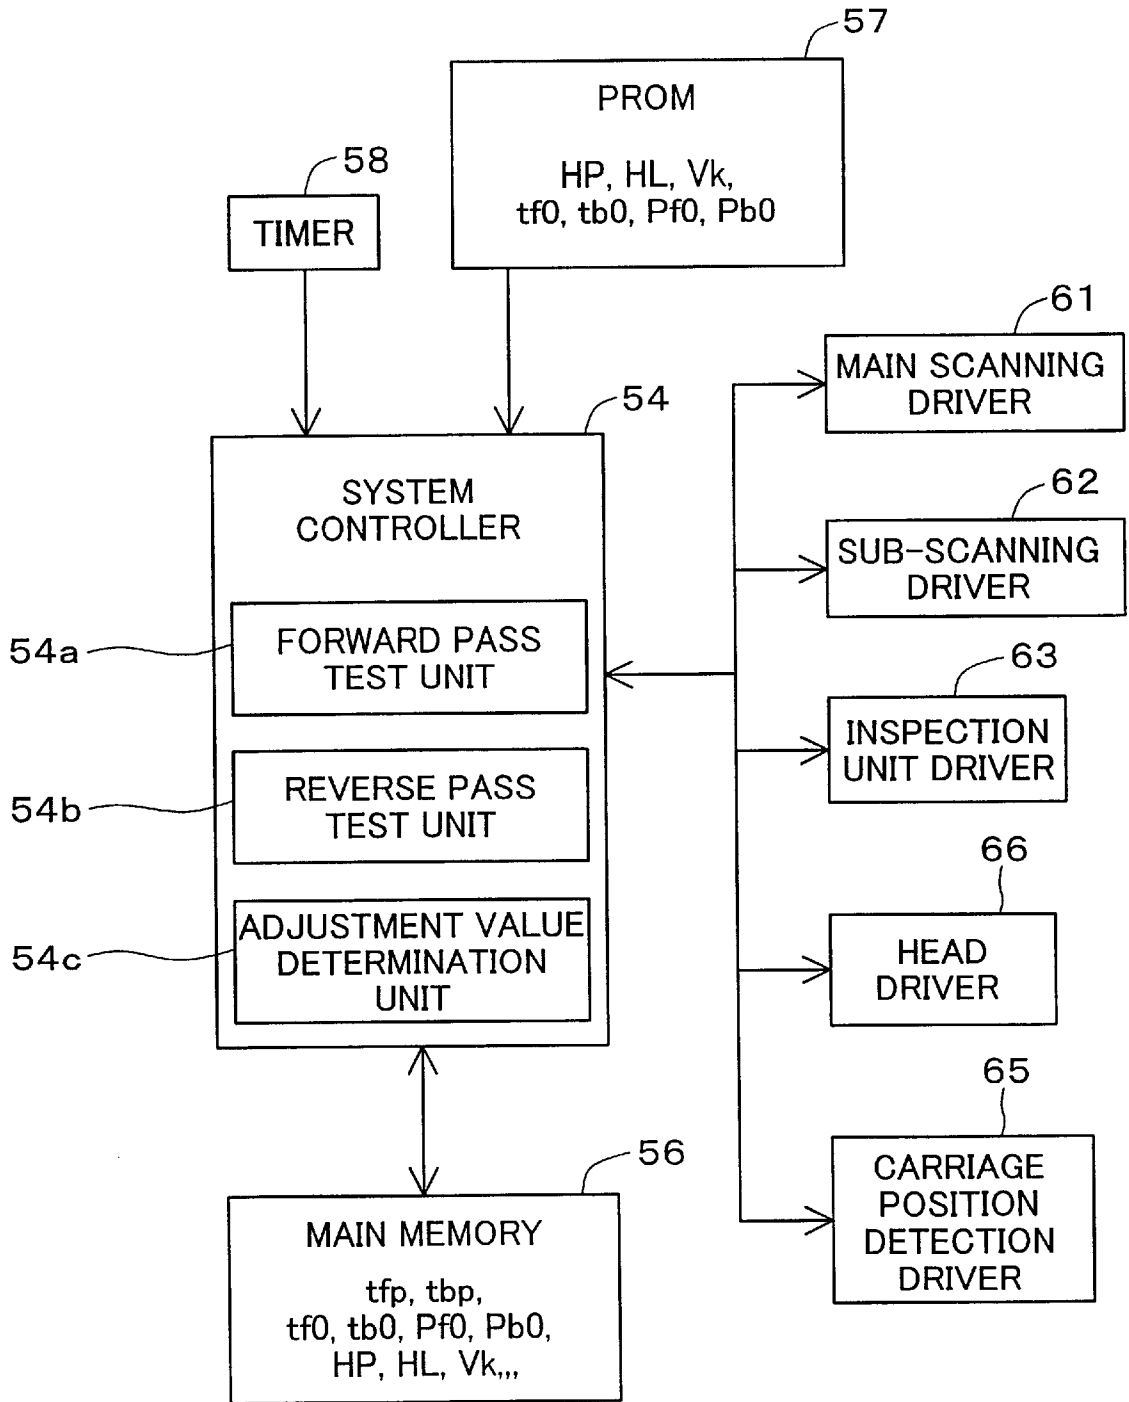 57
PROM
HP, HL, Vk,
tf0, tb0, Pf0, Pb0
58
TIMER
61
MAIN SCANNING
DRIVER
54
SYSTEM
CONTROLLER
62
SUB-SCANNING
DRIVER
54a
FORWARD PASS
TEST UNIT
63
INSPECTION
UNIT DRIVER
54b
REVERSE PASS
TEST UNIT
66
HEAD
DRIVER
54c
ADJUSTMENT VALUE
DETERMINATION
UNIT
65
CARRIAGE
POSITION
DETECTION
DRIVER
56
MAIN MEMORY
tfp, tbp,
tf0, tb0, Pf0, Pb0,
HP, HL, Vk,,,